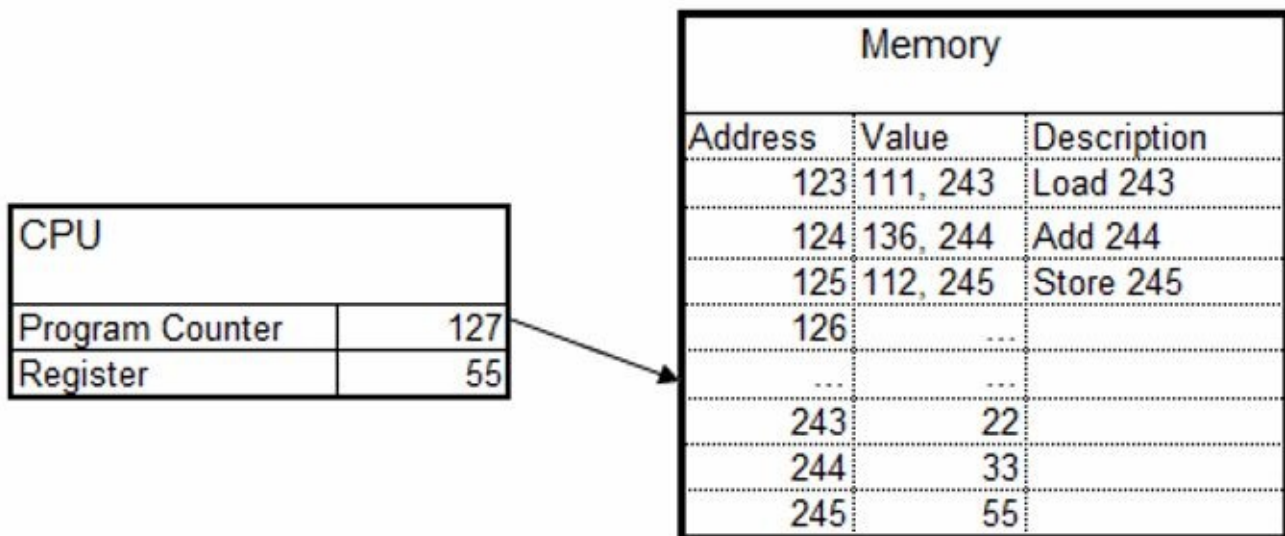 Memory
Address Value Description
123 111, 243 Load 243
124 136, 244 Add 244
125 112, 245 Store 245
126 ...
... ...
243 22
244 33
245 55
CPU
Program Counter 127
Register 55